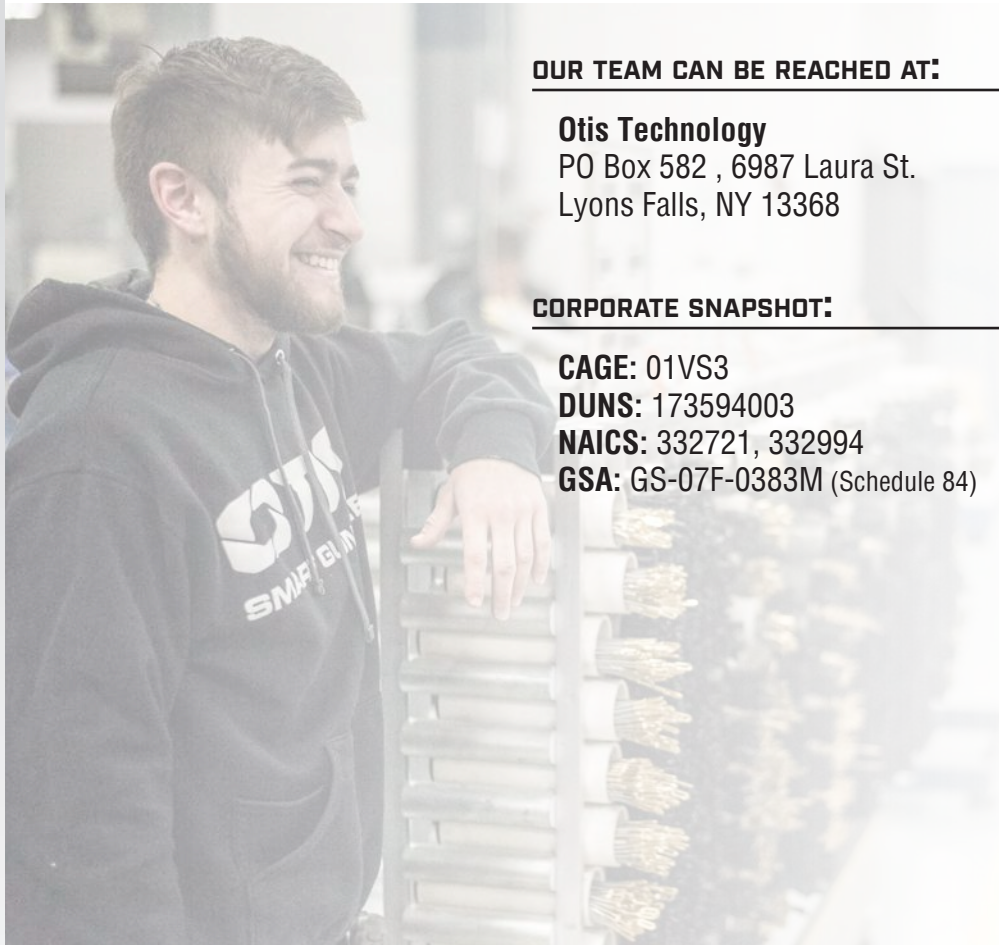 OUR TEAM CAN BE REACHED AT:
Otis Technology
PO Box 582 , 6987 Laura St.
Lyons Falls, NY 13368
CORPORATE SNAPSHOT:
CAGE: 01VS3
DUNS: 173594003
NAICS: 332721, 332994
GSA: GS-07F-0383M (Schedule 84)
OTIS